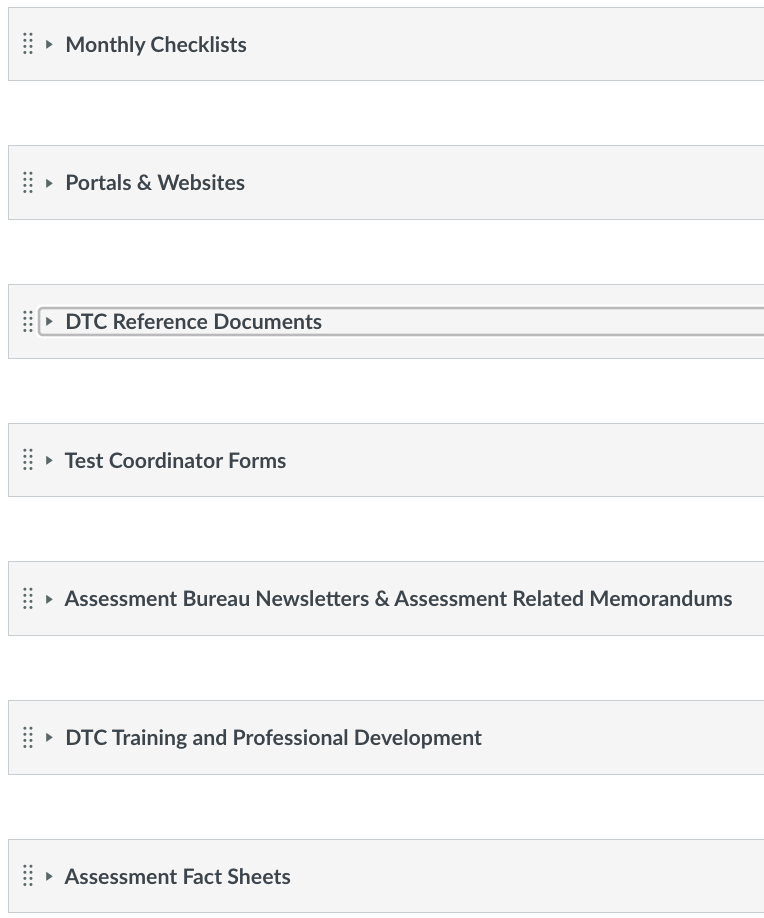 Monthly Checklists
Portals & Websites
DTC Reference Documents
Test Coordinator Forms
Assessment Bureau Newsletters & Assessment Related Memorandums
DTC Training and Professional Development
Assessment Fact Sheets